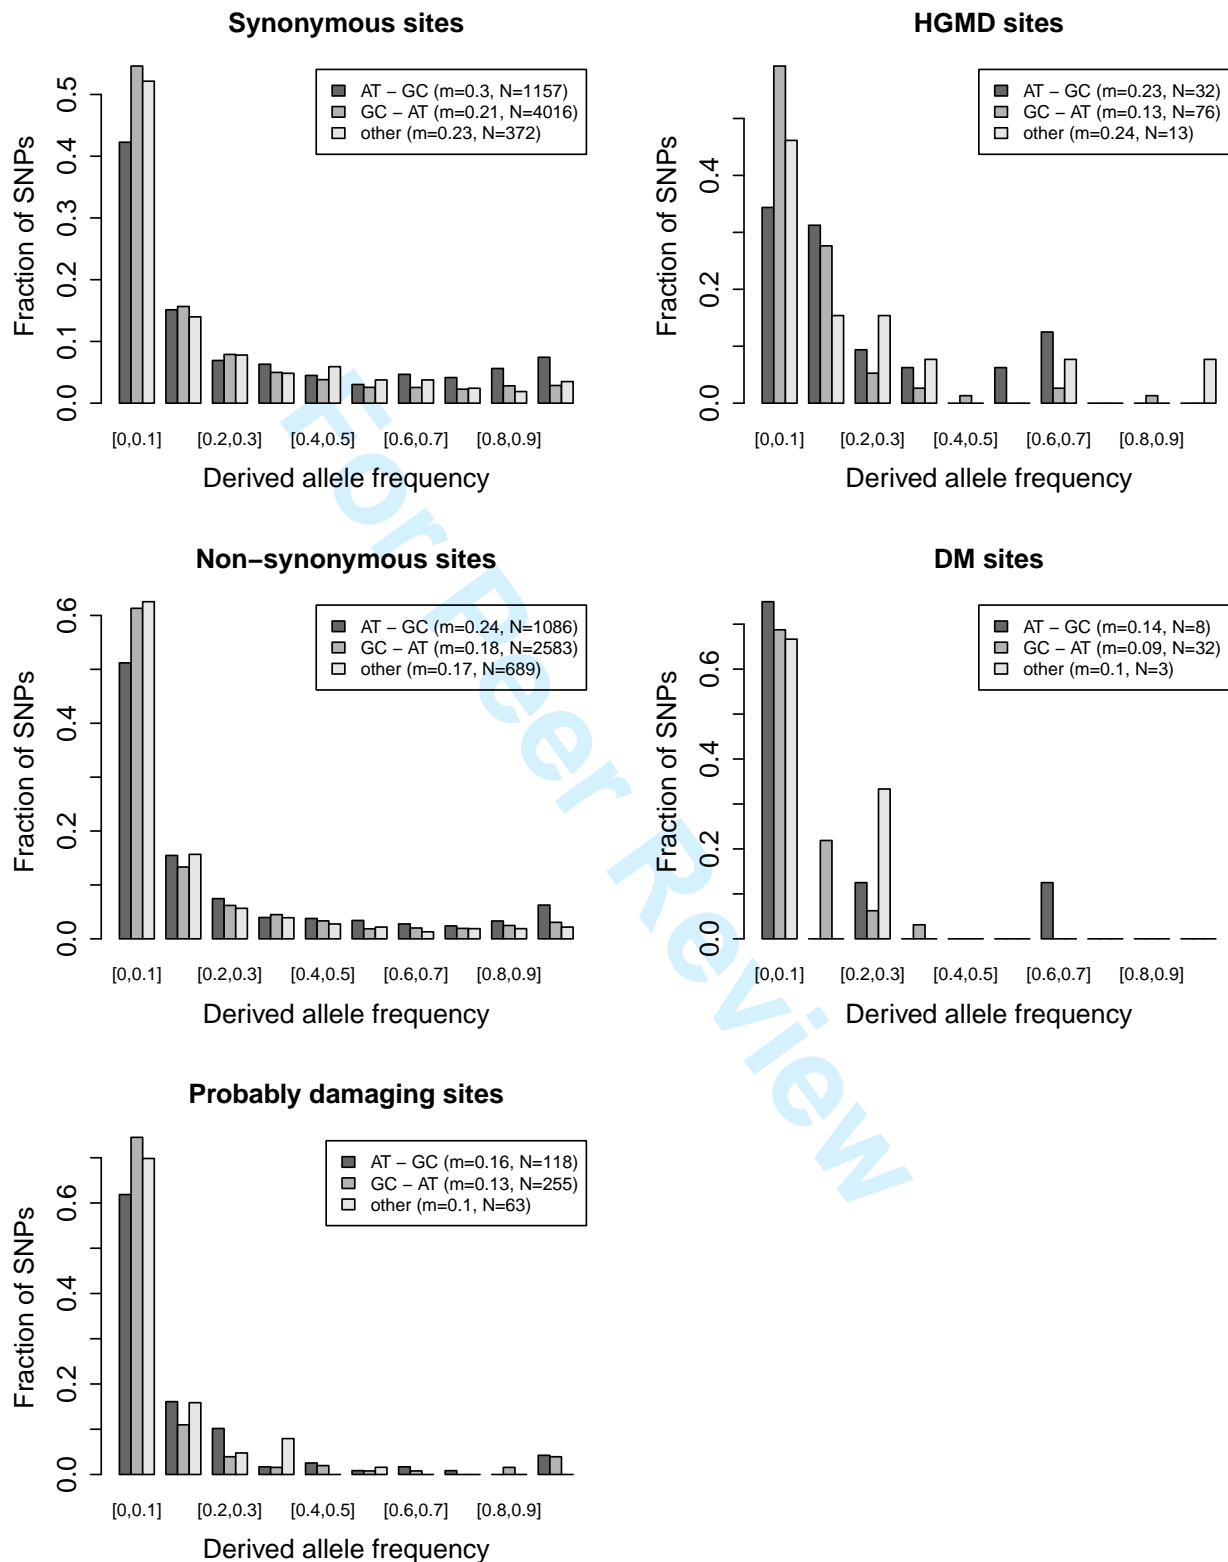 Synonymous sites
Fraction of SNPs
0.0 0.1 0.2 0.3 0.4 0.5
AT − GC (m=0.3, N=1157)
GC − AT (m=0.21, N=4016)
other (m=0.23, N=372)
[0,0.1] [0.2,0.3] [0.4,0.5] [0.6,0.7] [0.8,0.9]
Derived allele frequency
HGMD sites
Fraction of SNPs
0.0 0.2 0.4
AT − GC (m=0.23, N=32)
GC − AT (m=0.13, N=76)
other (m=0.24, N=13)
[0,0.1] [0.2,0.3] [0.4,0.5] [0.6,0.7] [0.8,0.9]
Derived allele frequency
Non−synonymous sites
Fraction of SNPs
0.0 0.2 0.4 0.6
AT − GC (m=0.24, N=1086)
GC − AT (m=0.18, N=2583)
other (m=0.17, N=689)
[0,0.1] [0.2,0.3] [0.4,0.5] [0.6,0.7] [0.8,0.9]
Derived allele frequency
DM sites
Fraction of SNPs
0.0 0.2 0.4 0.6
AT − GC (m=0.14, N=8)
GC − AT (m=0.09, N=32)
other (m=0.1, N=3)
[0,0.1] [0.2,0.3] [0.4,0.5] [0.6,0.7] [0.8,0.9]
Derived allele frequency
Probably damaging sites
Fraction of SNPs
0.0 0.2 0.4 0.6
AT − GC (m=0.16, N=118)
GC − AT (m=0.13, N=255)
other (m=0.1, N=63)
[0,0.1] [0.2,0.3] [0.4,0.5] [0.6,0.7] [0.8,0.9]
Derived allele frequency
For Peer Review